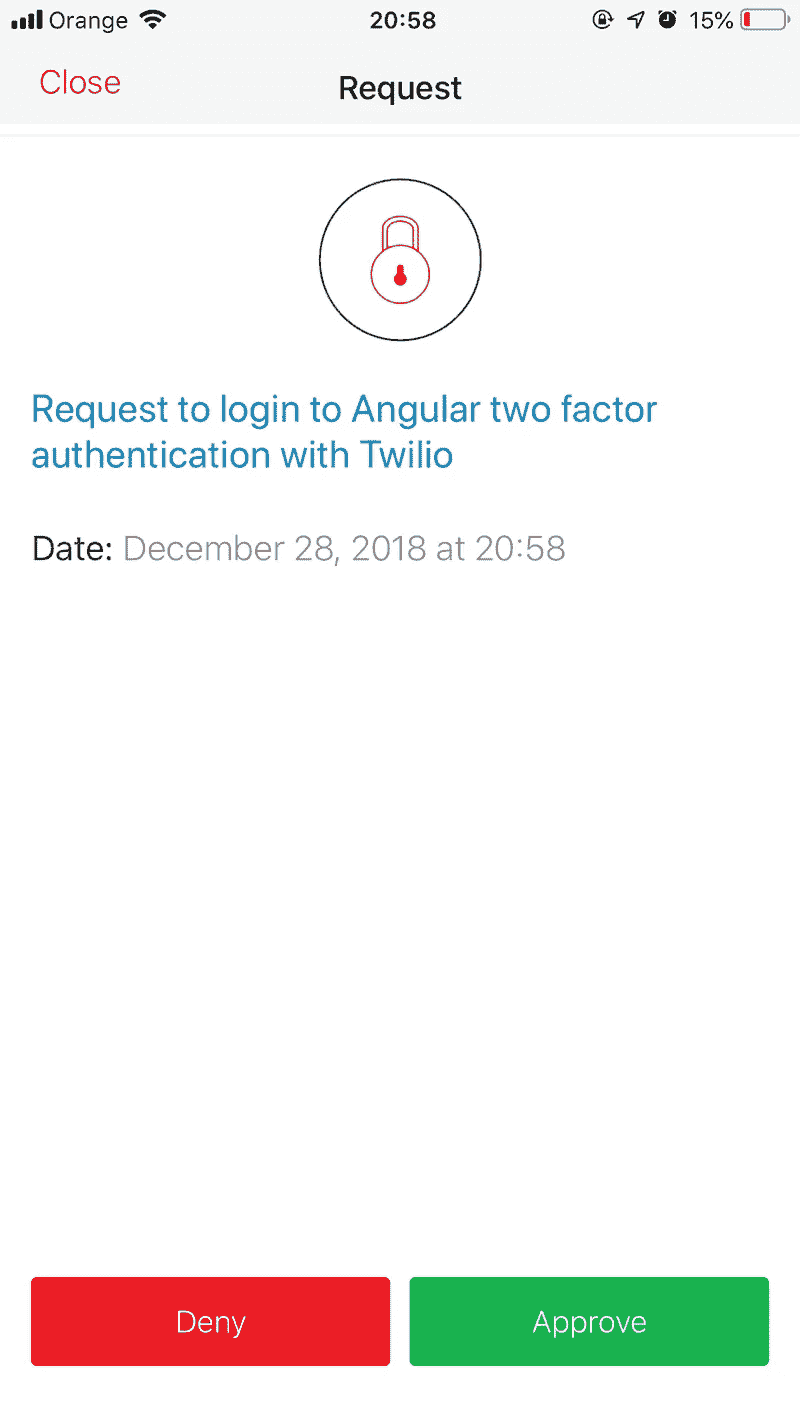 Orange 20:58 15%
Close Request
Request to login to Angular two factor
authentication with Twilio
Date: December 28, 2018 at 20:58
Deny Approve